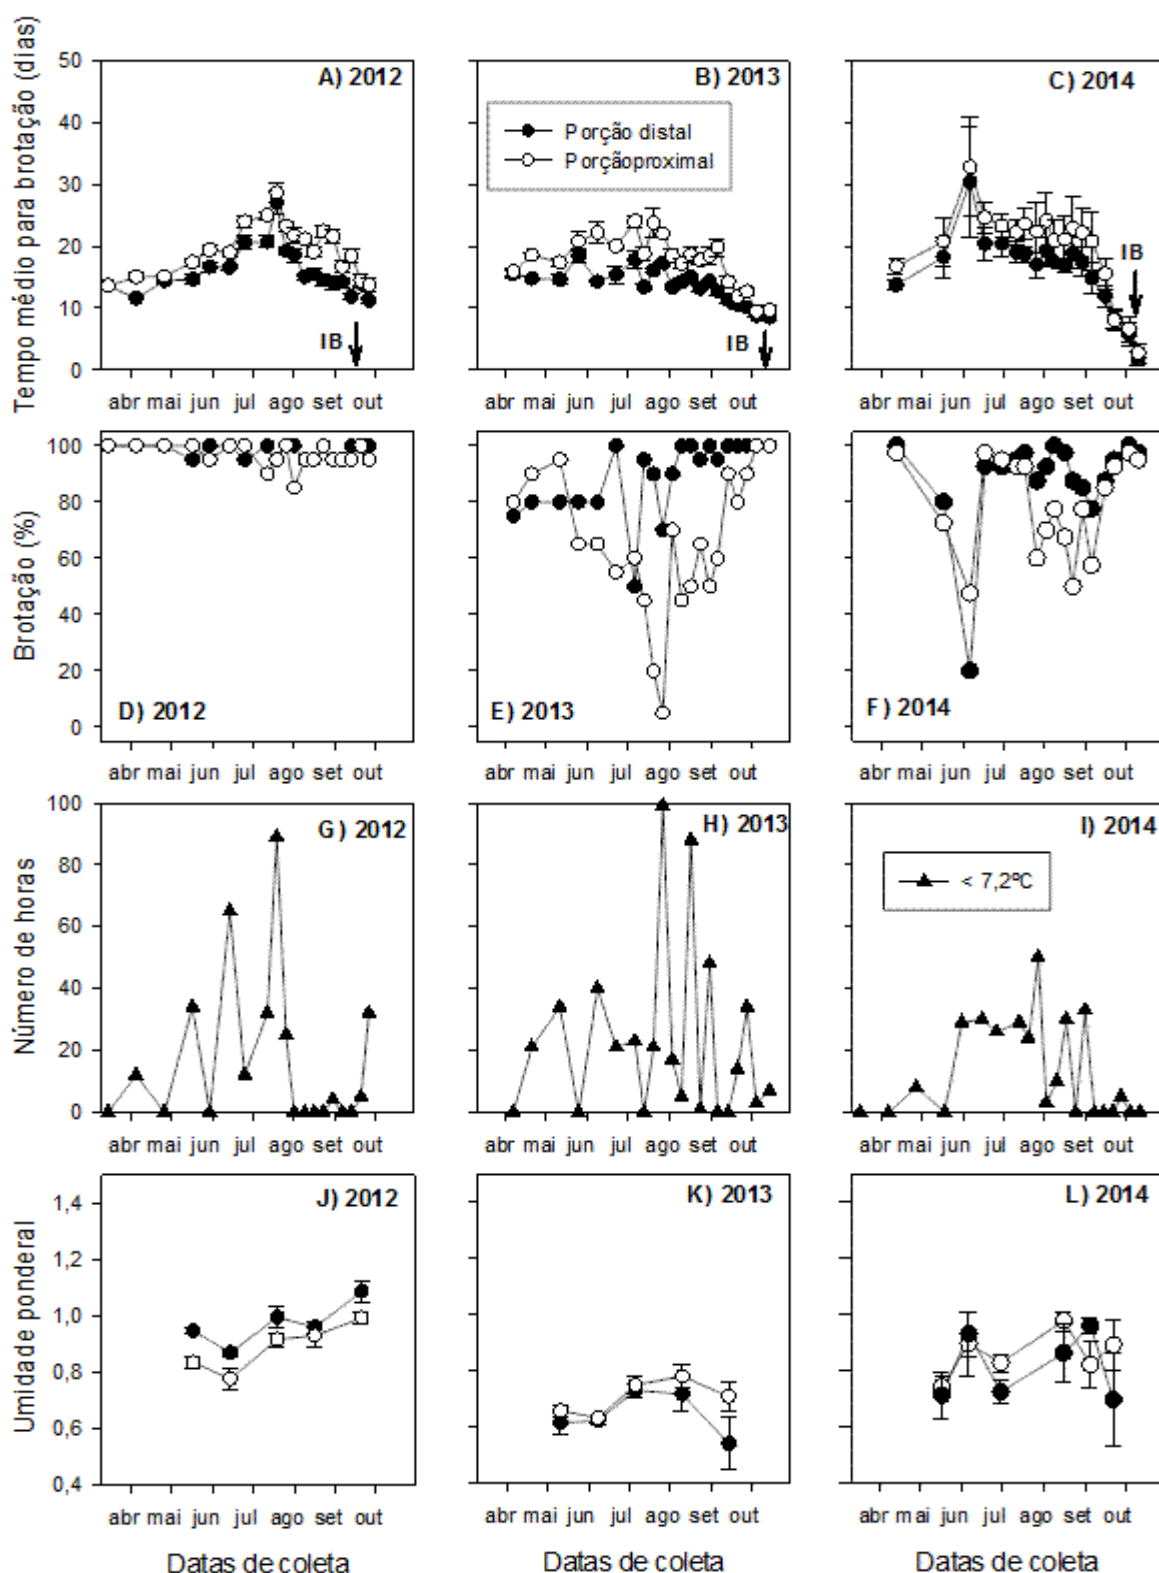 Tempo médio para brotação (dias)
50
40
30
20
10
0
A) 2012
IB
abr mai jun jul ago set out
B) 2013
Porção distal
Porçãoproximal
IB
abr mai jun jul ago set out
C) 2014
IB
abr mai jun jul ago set out
Brotação (%)
100
80
60
40
20
0
D) 2012
abr mai jun jul ago set out
E) 2013
abr mai jun jul ago set out
F) 2014
abr mai jun jul ago set out
Número de horas
100
80
60
40
20
0
G) 2012
abr mai jun jul ago set out
H) 2013
abr mai jun jul ago set out
I) 2014
< 7,2ºC
abr mai jun jul ago set out
Umidade ponderal
1,4
1,2
1,0
0,8
0,6
0,4
J) 2012
abr mai jun jul ago set out
Datas de coleta
K) 2013
abr mai jun jul ago set out
Datas de coleta
L) 2014
abr mai jun jul ago set out
Datas de coleta